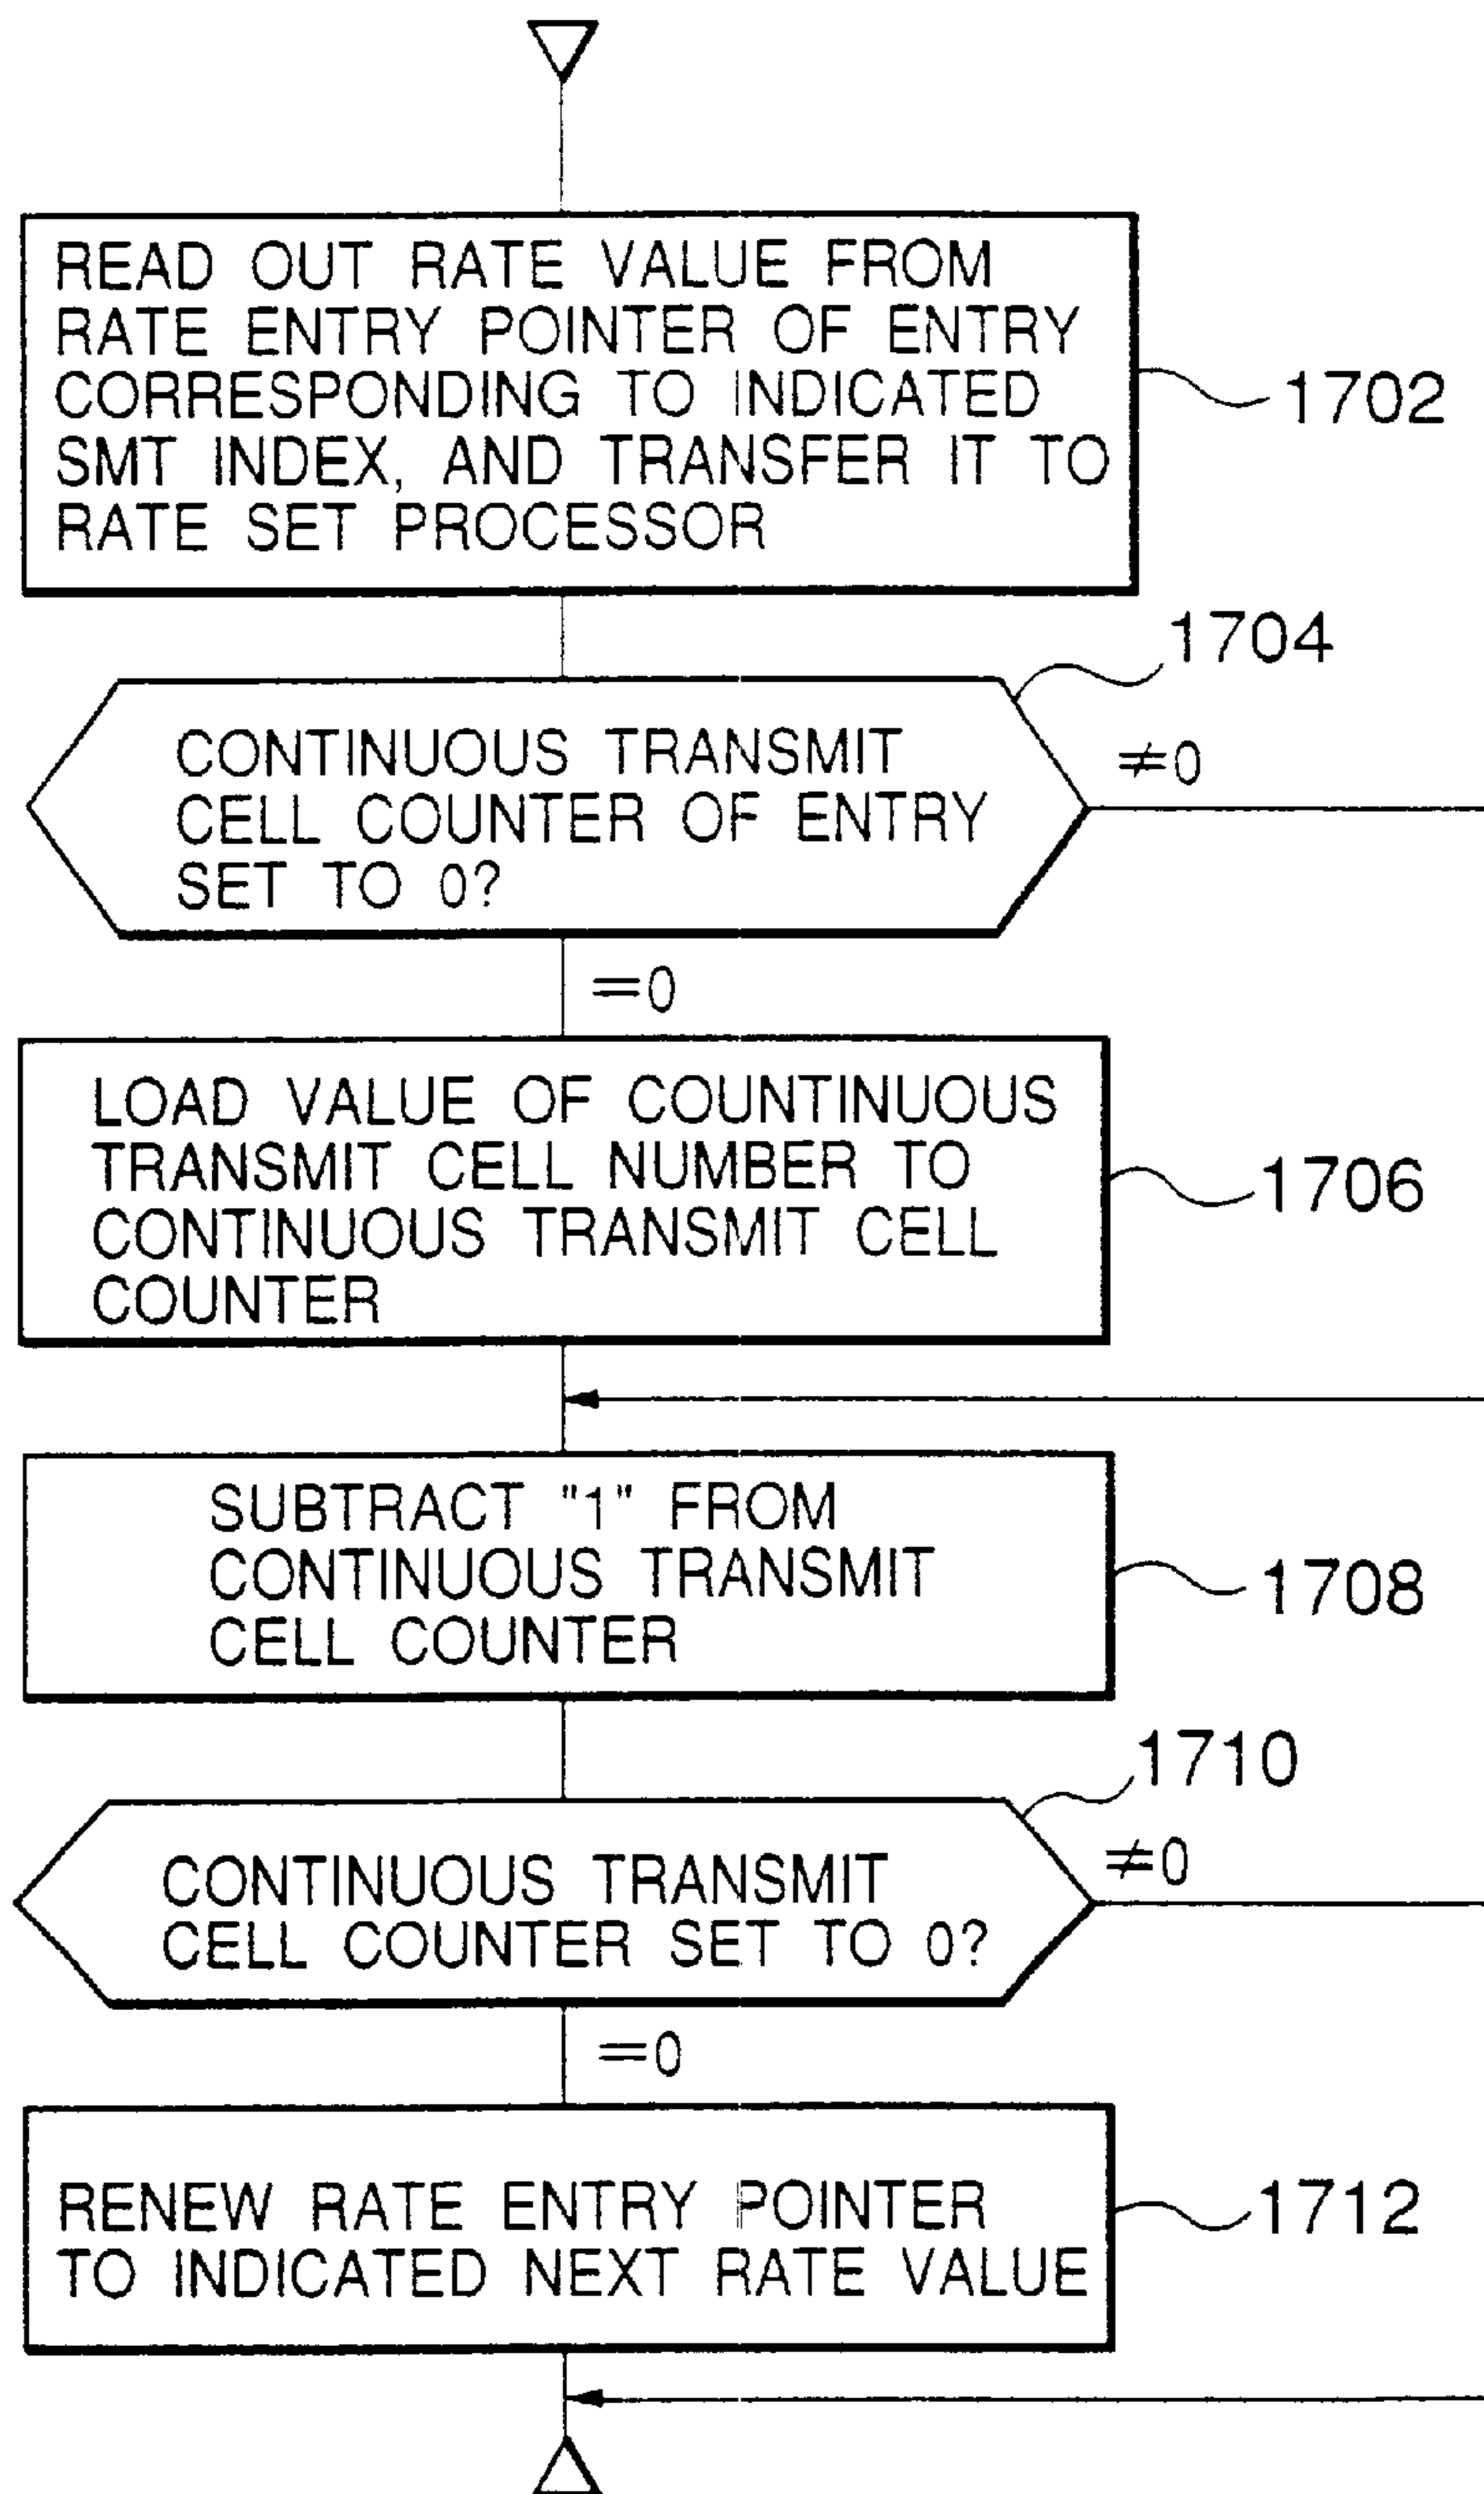 READ OUT RATE VALUE FROM
RATE ENTRY POINTER OF ENTRY
CORRESPONDING TO INDICATED
SMT INDEX, AND TRANSFER IT TO
RATE SET PROCESSOR
1702
1704
CONTINUOUS TRANSMIT
CELL COUNTER OF ENTRY
SET TO 0?
≠0
=0
LOAD VALUE OF COUNTINUOUS
TRANSMIT CELL NUMBER TO
CONTINUOUS TRANSMIT CELL
COUNTER
1706
SUBTRACT "1" FROM
CONTINUOUS TRANSMIT
CELL COUNTER
1708
1710
CONTINUOUS TRANSMIT
CELL COUNTER SET TO 0?
≠0
=0
RENEW RATE ENTRY POINTER
TO INDICATED NEXT RATE VALUE
1712